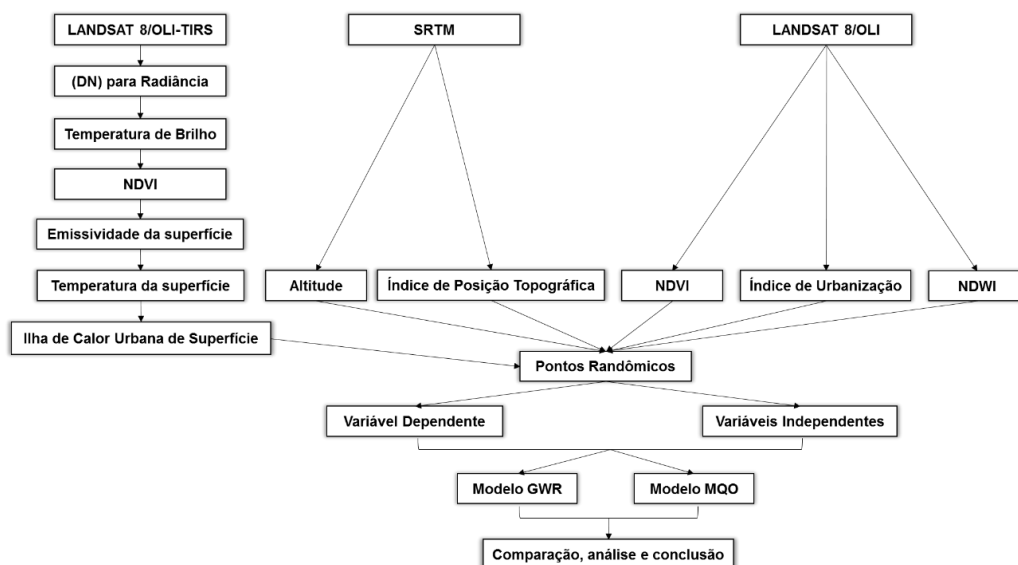 LANDSAT 8/OLI-TIRS
SRTM
LANDSAT 8/OLI
(DN) para Radiância
Temperatura de Brilho
NDVI
Emissividade da superfície
Temperatura da superfície
Altitude
Índice de Posição Topográfica
NDVI
Índice de Urbanização
NDWI
Ilha de Calor Urbana de Superfície
Pontos Randômicos
Variável Dependente
Variáveis Independentes
Modelo GWR
Modelo MQO
Comparação, análise e conclusão